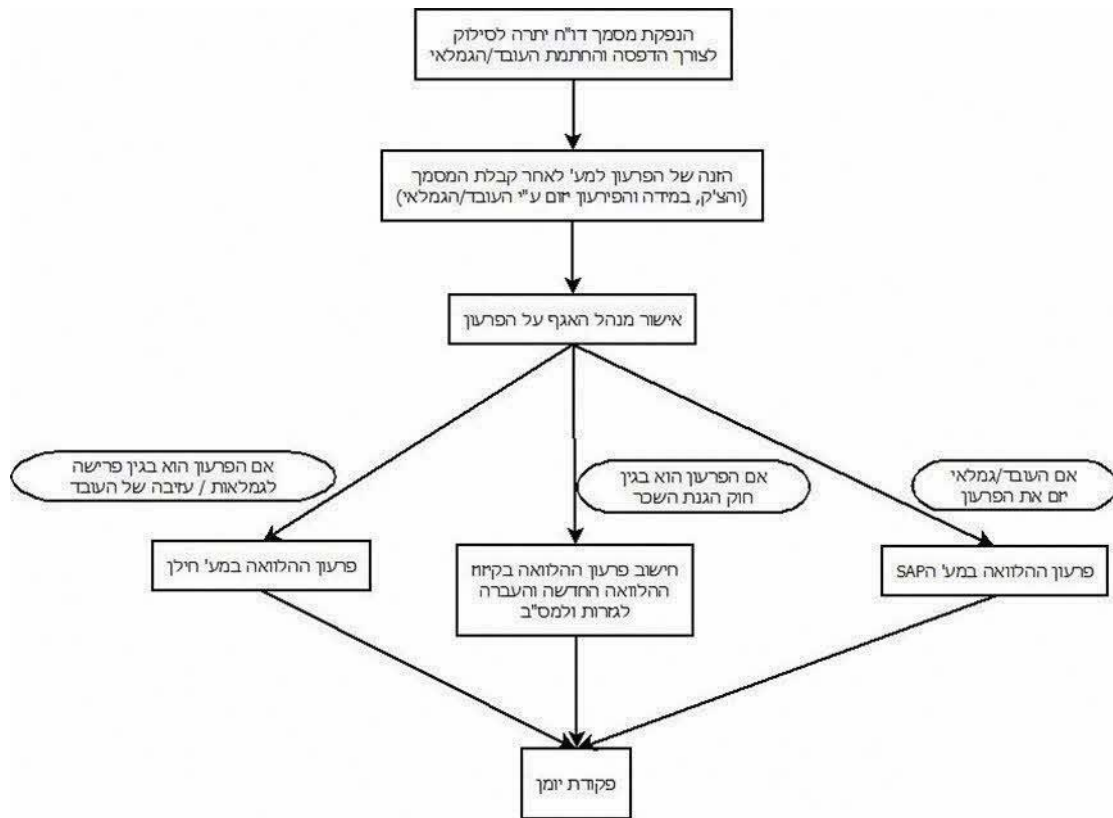 הנפקת מסמך דו"ח יתרה לסילוק
לצורך הדפסה והחתמת העובד/הגמלאי
הזנה של הפרעון למע' לאחר קבלת המסמך
(והצ'ק, במידה והפירעון יזום ע"י העובד/הגמלאי)
אישור מנהל האגף על הפרעון
אם העובד/גמלאי
יזם את הפרעון
אם הפרעון הוא בגין
חוק הגנת השכר
אם הפרעון הוא בגין פרישה
לגמלאות / עזיבה של העובד
פרעון ההלוואה במע' הSAP
חישוב פרעון ההלוואה בקיזוז
ההלוואה החדשה והעברה
לגזרות ולמס"ב
פרעון ההלוואה במע' חילן
פקודת יומן